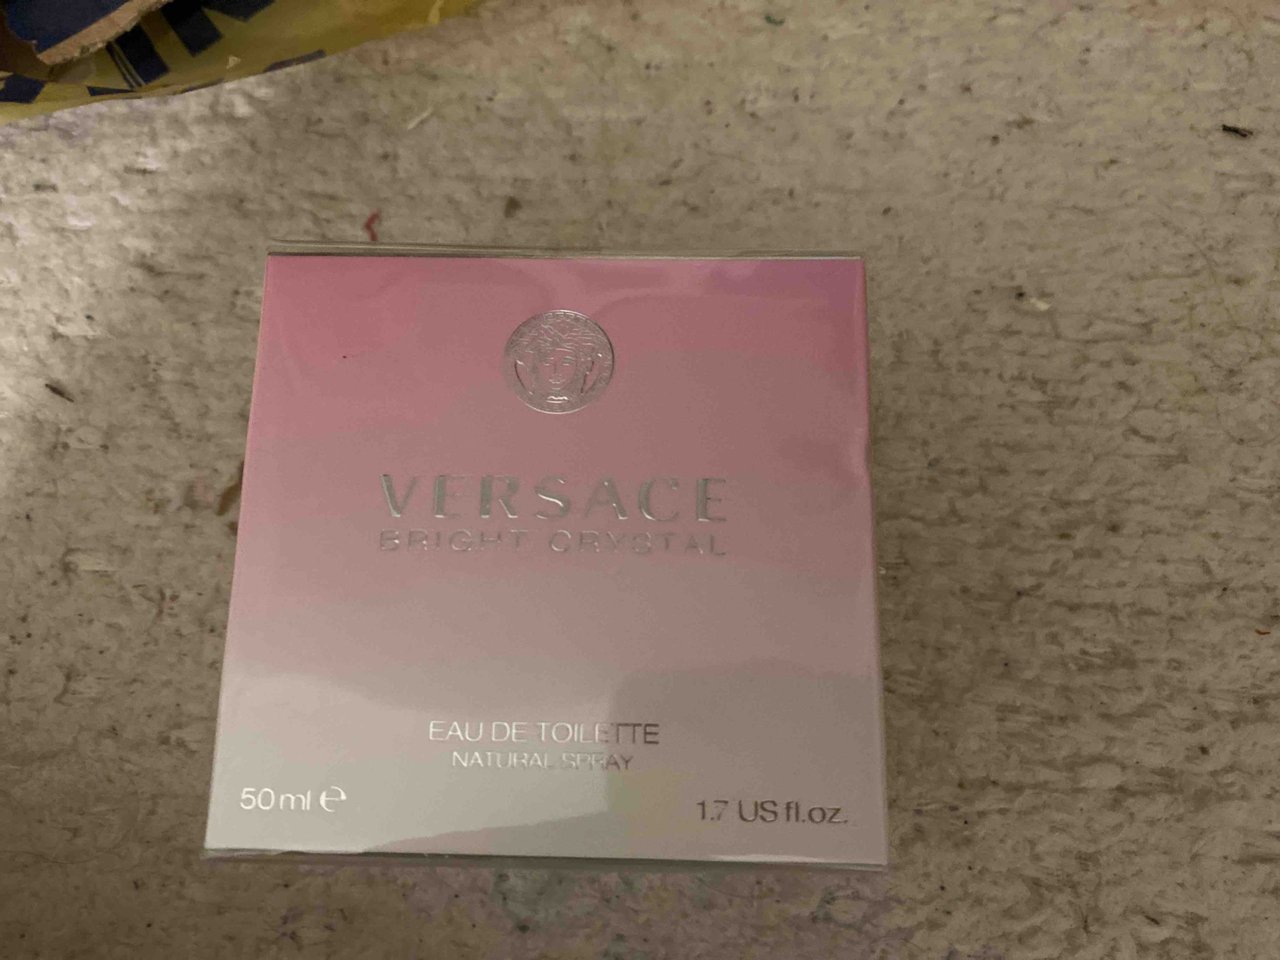 VERSACE
BRIGHT CRYSTAL
EAU DE TOILETTE
NATURAL SPRAY
50 ml ℮
1.7 US fl.oz.